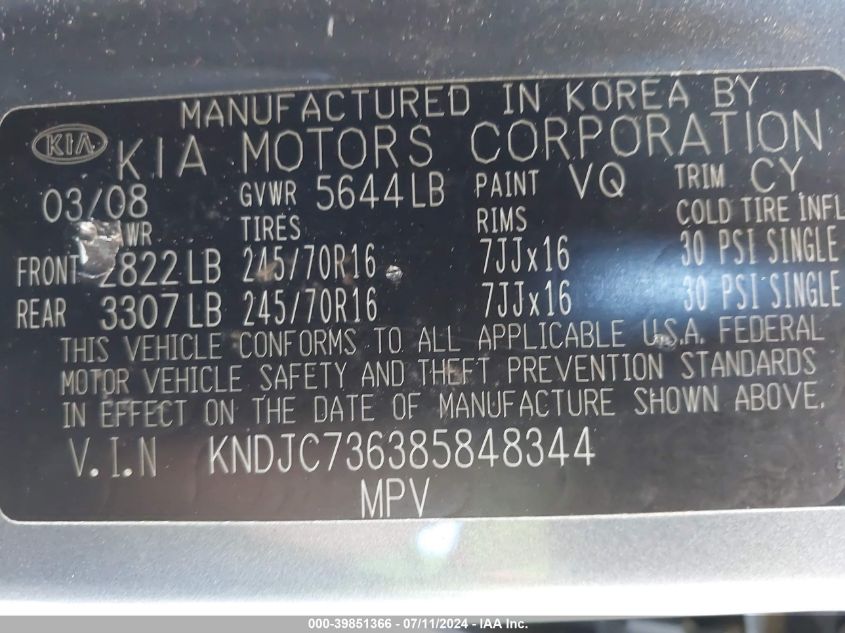 MANUFACTURED IN KOREA BY
KIA KIA MOTORS CORPORATION
03/08 GVWR 5644LB PAINT VQ TRIM CY
TIRES RIMS COLD TIRE INFL
FRONT 2822LB 245/70R16 7JJx16 30 PSI SINGLE
REAR 3307LB 245/70R16 7JJx16 30 PSI SINGLE
THIS VEHICLE CONFORMS TO ALL APPLICABLE U.S.A. FEDERAL
MOTOR VEHICLE SAFETY AND THEFT PREVENTION STANDARDS
IN EFFECT ON THE DATE OF MANUFACTURE SHOWN ABOVE.
V.I.N KNDJC736385848344
MPV
000-39851366 - 07/11/2024 - IAA Inc.